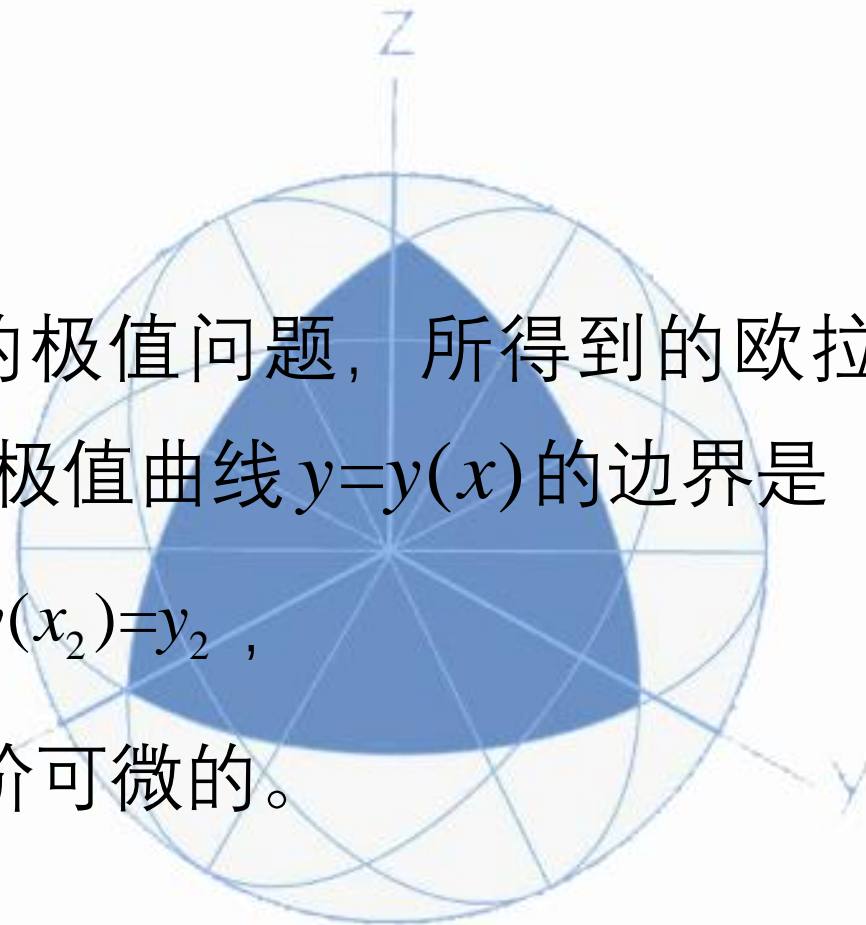 Z
的极值问题，所得到的欧拉
极值曲线y=y(x)的边界是
y(x₂)=y₂，
阶可微的。
y